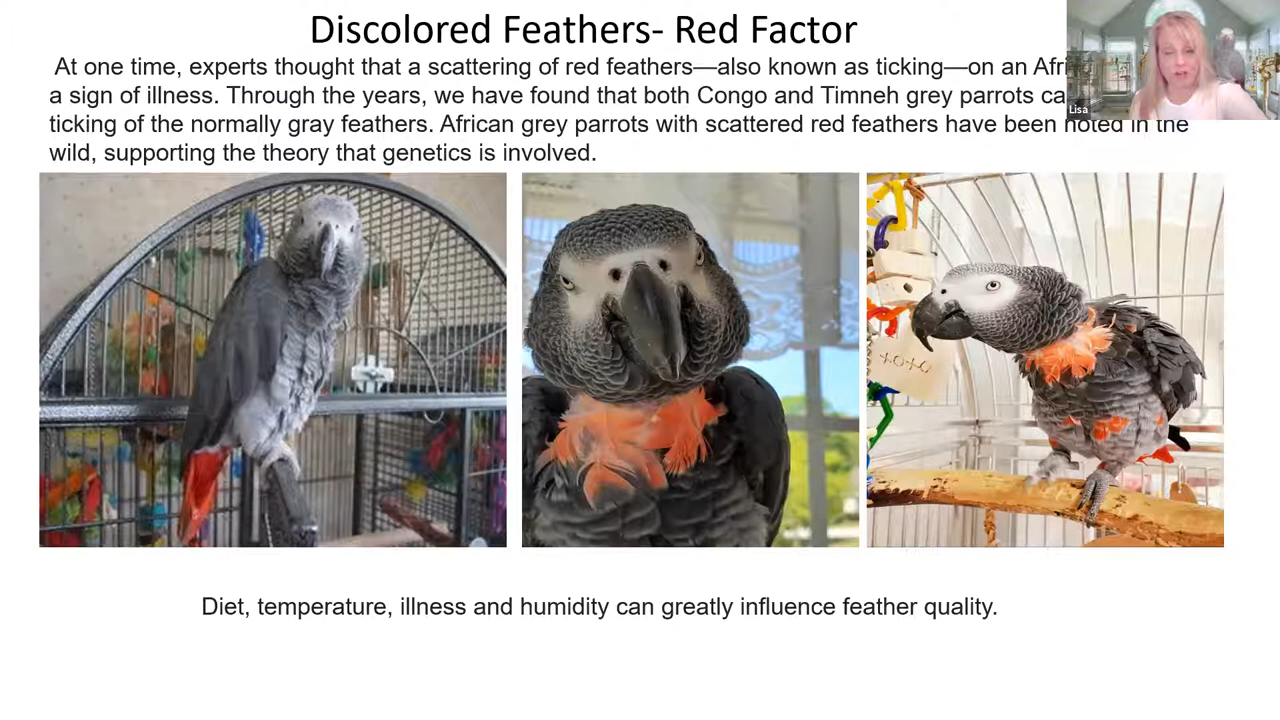 Discolored Feathers- Red Factor
At one time, experts thought that a scattering of red feathers—also known as ticking—on an
a sign of illness. Through the years, we have found that both Congo and Timneh grey parrots
ticking of the normally gray feathers. African grey parrots with scattered red feathers have been noted in the
wild, supporting the theory that genetics is involved.
Lisa
Diet, temperature, illness and humidity can greatly influence feather quality.